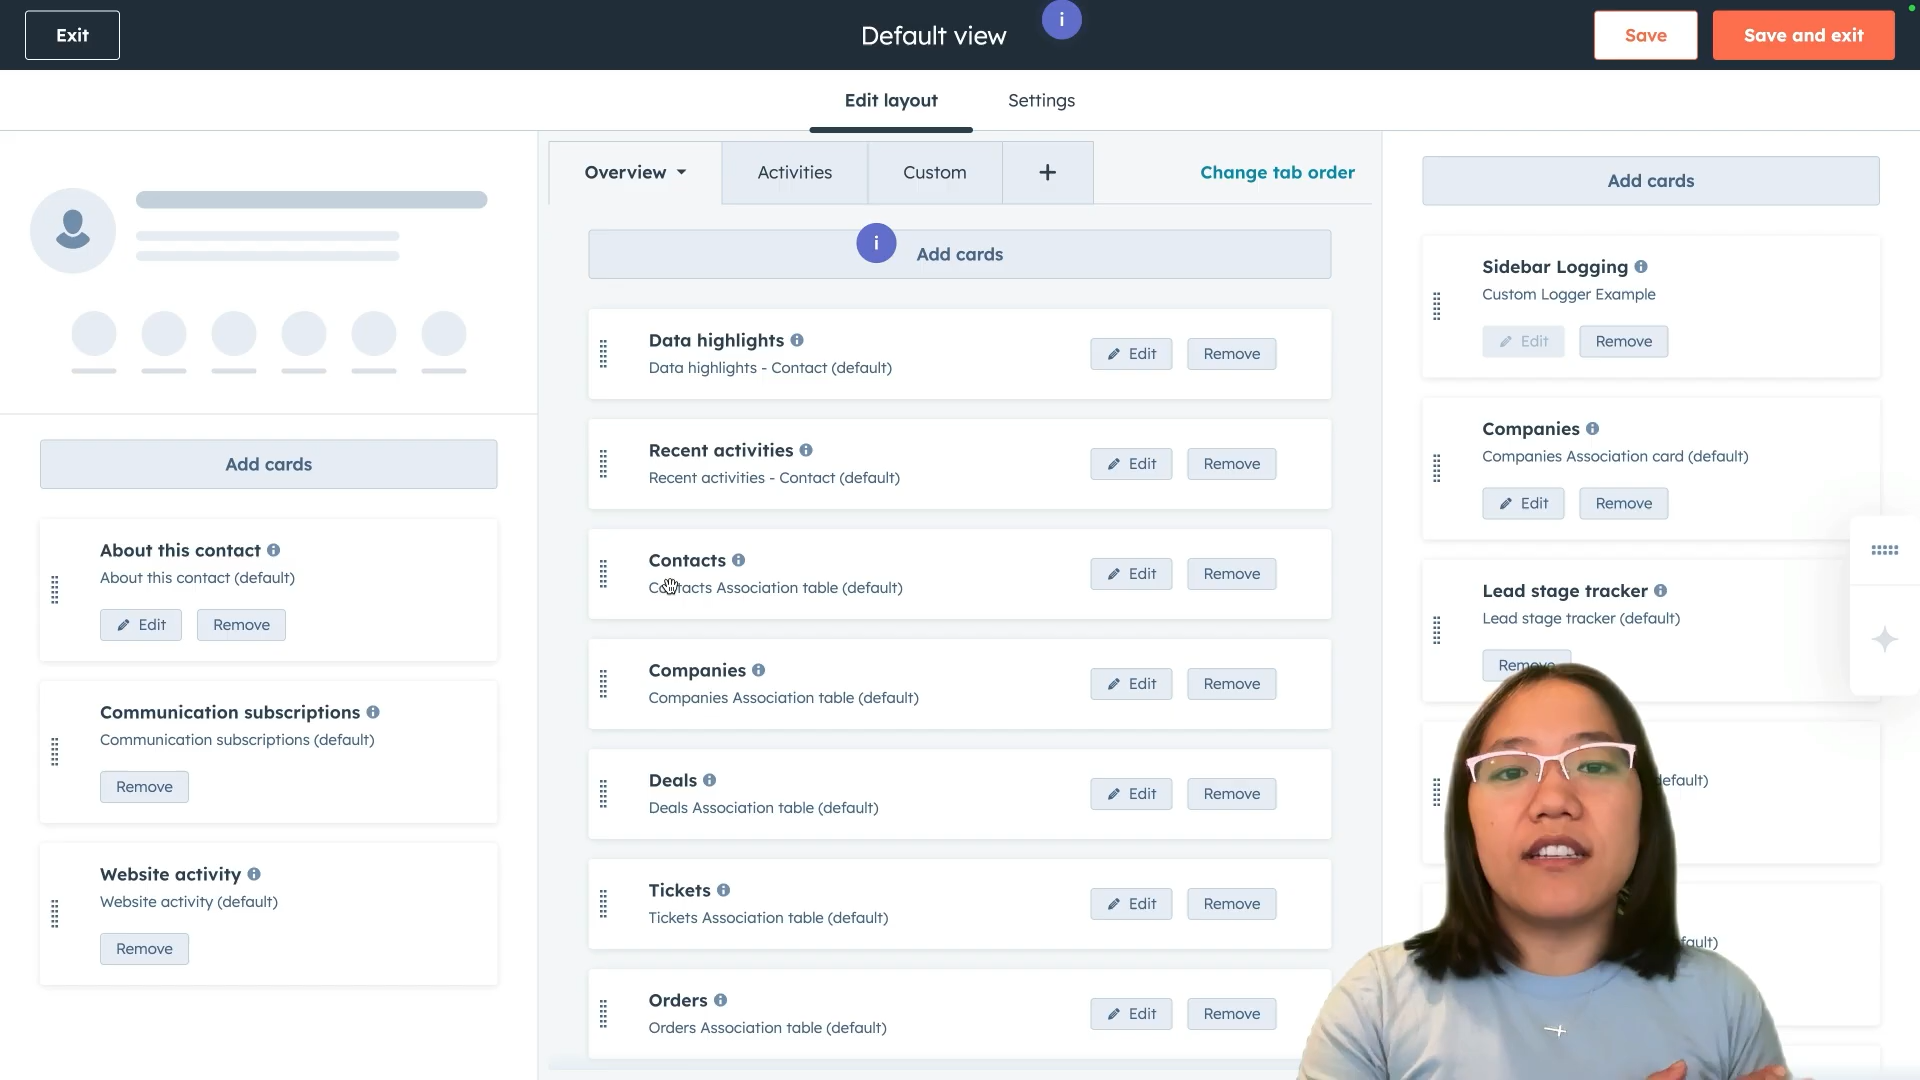 Exit
Default view
i
Save
Save and exit
Edit layout
Settings
Overview
Activities
Custom
+
Change tab order
Add cards
About this contact
About this contact (default)
Edit
Remove
Communication subscriptions
Communication subscriptions (default)
Remove
Website activity
Website activity (default)
Remove
i
Add cards
Data highlights
Data highlights - Contact (default)
Edit
Remove
Recent activities
Recent activities - Contact (default)
Edit
Remove
Contacts
Contacts Association table (default)
Edit
Remove
Companies
Companies Association table (default)
Edit
Remove
Deals
Deals Association table (default)
Edit
Remove
Tickets
Tickets Association table (default)
Edit
Remove
Orders
Orders Association table (default)
Edit
Remove
Add cards
Sidebar Logging
Custom Logger Example
Edit
Remove
Companies
Companies Association card (default)
Edit
Remove
Lead stage tracker
Lead stage tracker (default)
Remove
default)
fault)